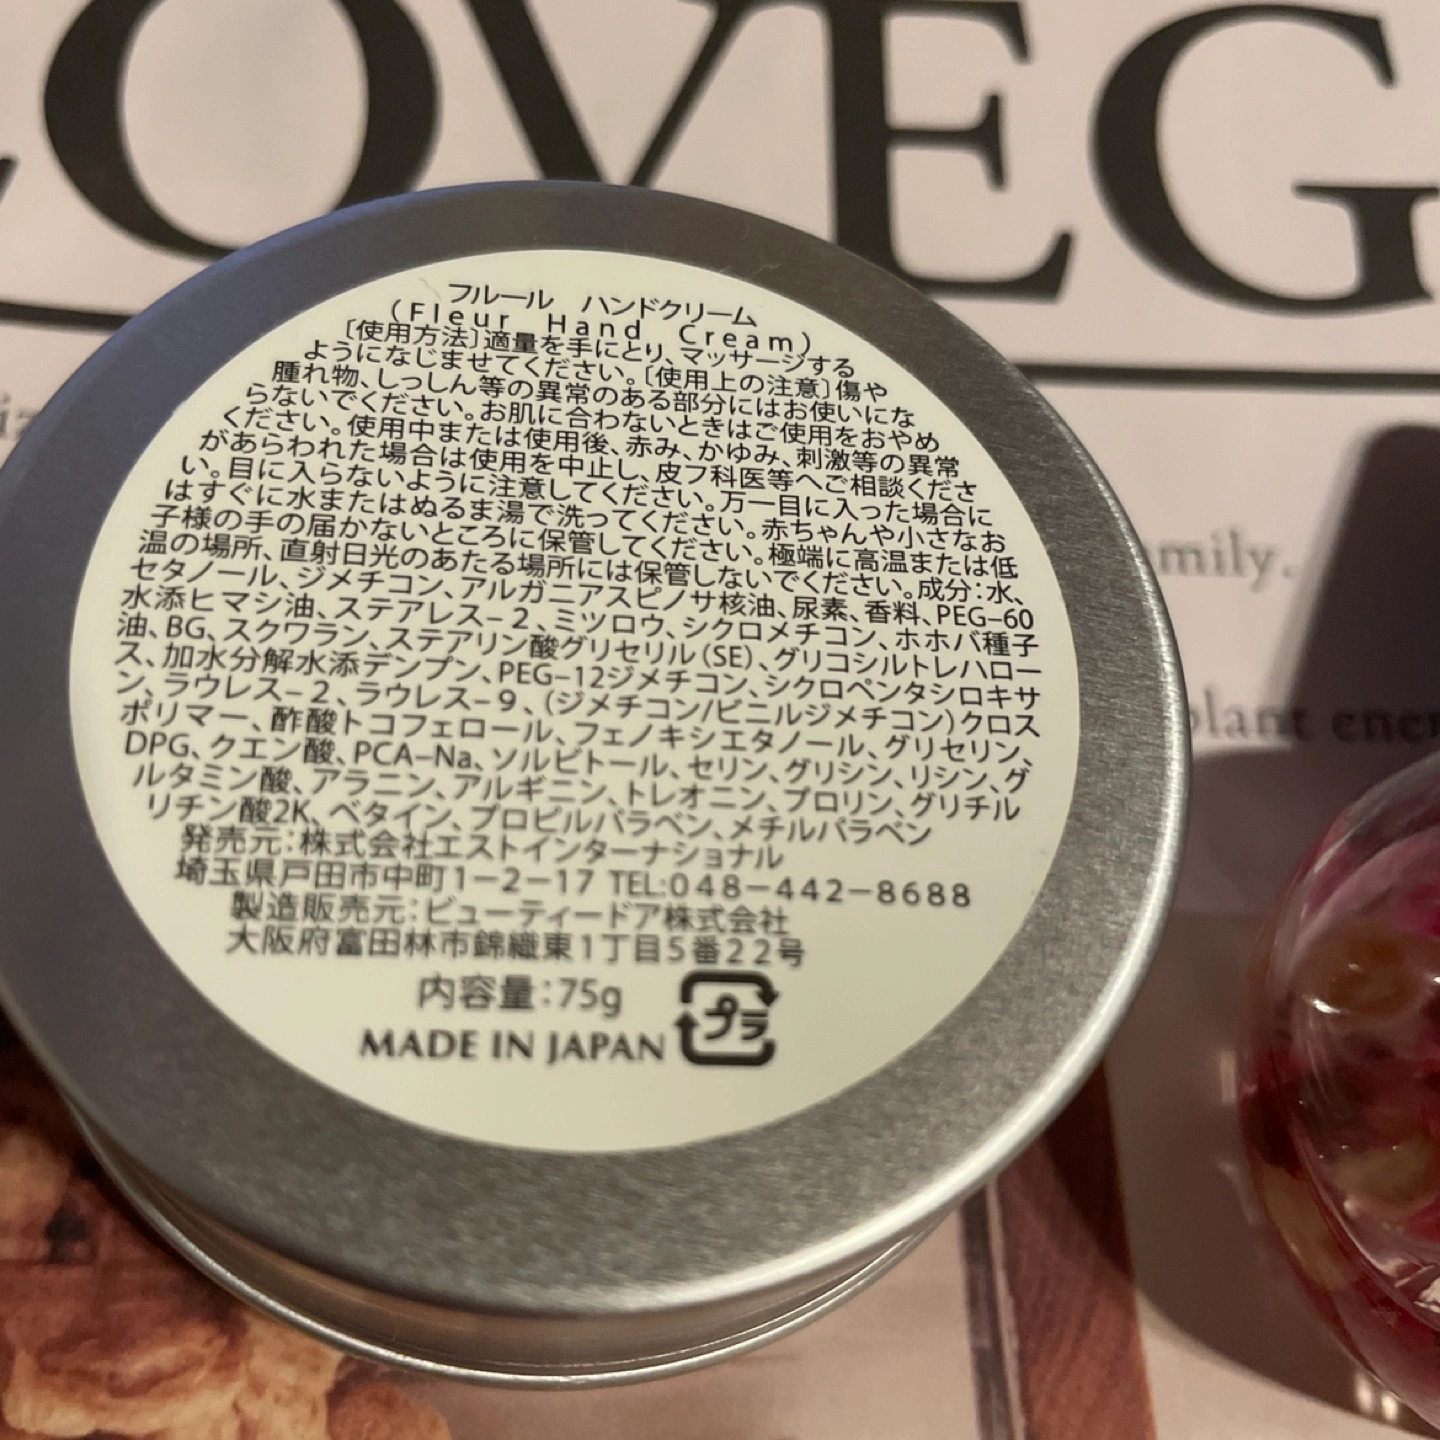 LOVEG
iz
フルール ハンドクリーム
(Fleur Hand Cream)
〔使用方法〕適量を手にとり、マッサージする
ようになじませてください。〔使用上の注意〕傷や
腫れ物、しっしん等の異常のある部分にはお使いにな
らないでください。お肌に合わないときはご使用をおやめ
ください。使用中または使用後、赤み、かゆみ、刺激等の異常
があらわれた場合は使用を中止し、皮フ科医等へご相談くださ
い。目に入らないように注意してください。万一目に入った場合に
はすぐに水またはぬるま湯で洗ってください。赤ちゃんや小さなお
子様の手の届かないところに保管してください。極端に高温または低
温の場所、直射日光のあたる場所には保管しないでください。成分：水、
セタノール、ジメチコン、アルガニアスピノサ核油、尿素、香料、PEG-60
水添ヒマシ油、ステアレス-2、ミツロウ、シクロメチコン、ホホバ種子
油、BG、スクワラン、ステアリン酸グリセリル(SE)、グリコシルトレハロー
ス、加水分解水添デンプン、PEG-12ジメチコン、シクロペンタシロキサ
ン、ラウレス-2、ラウレス-9、(ジメチコン/ビニルジメチコン)クロス
ポリマー、酢酸トコフェロール、フェノキシエタノール、グリセリン、
DPG、クエン酸、PCA-Na、ソルビトール、セリン、グリシン、リシン、グ
ルタミン酸、アラニン、アルギニン、トレオニン、プロリン、グリチル
リチン酸2K、ベタイン、プロピルパラベン、メチルパラベン
発売元：株式会社エストインターナショナル
埼玉県戸田市中町1-2-17 TEL:048-442-8688
製造販売元：ビューティードア株式会社
大阪府富田林市錦織東1丁目5番22号
内容量：75g
MADE IN JAPAN プラ
mily.
plant ener